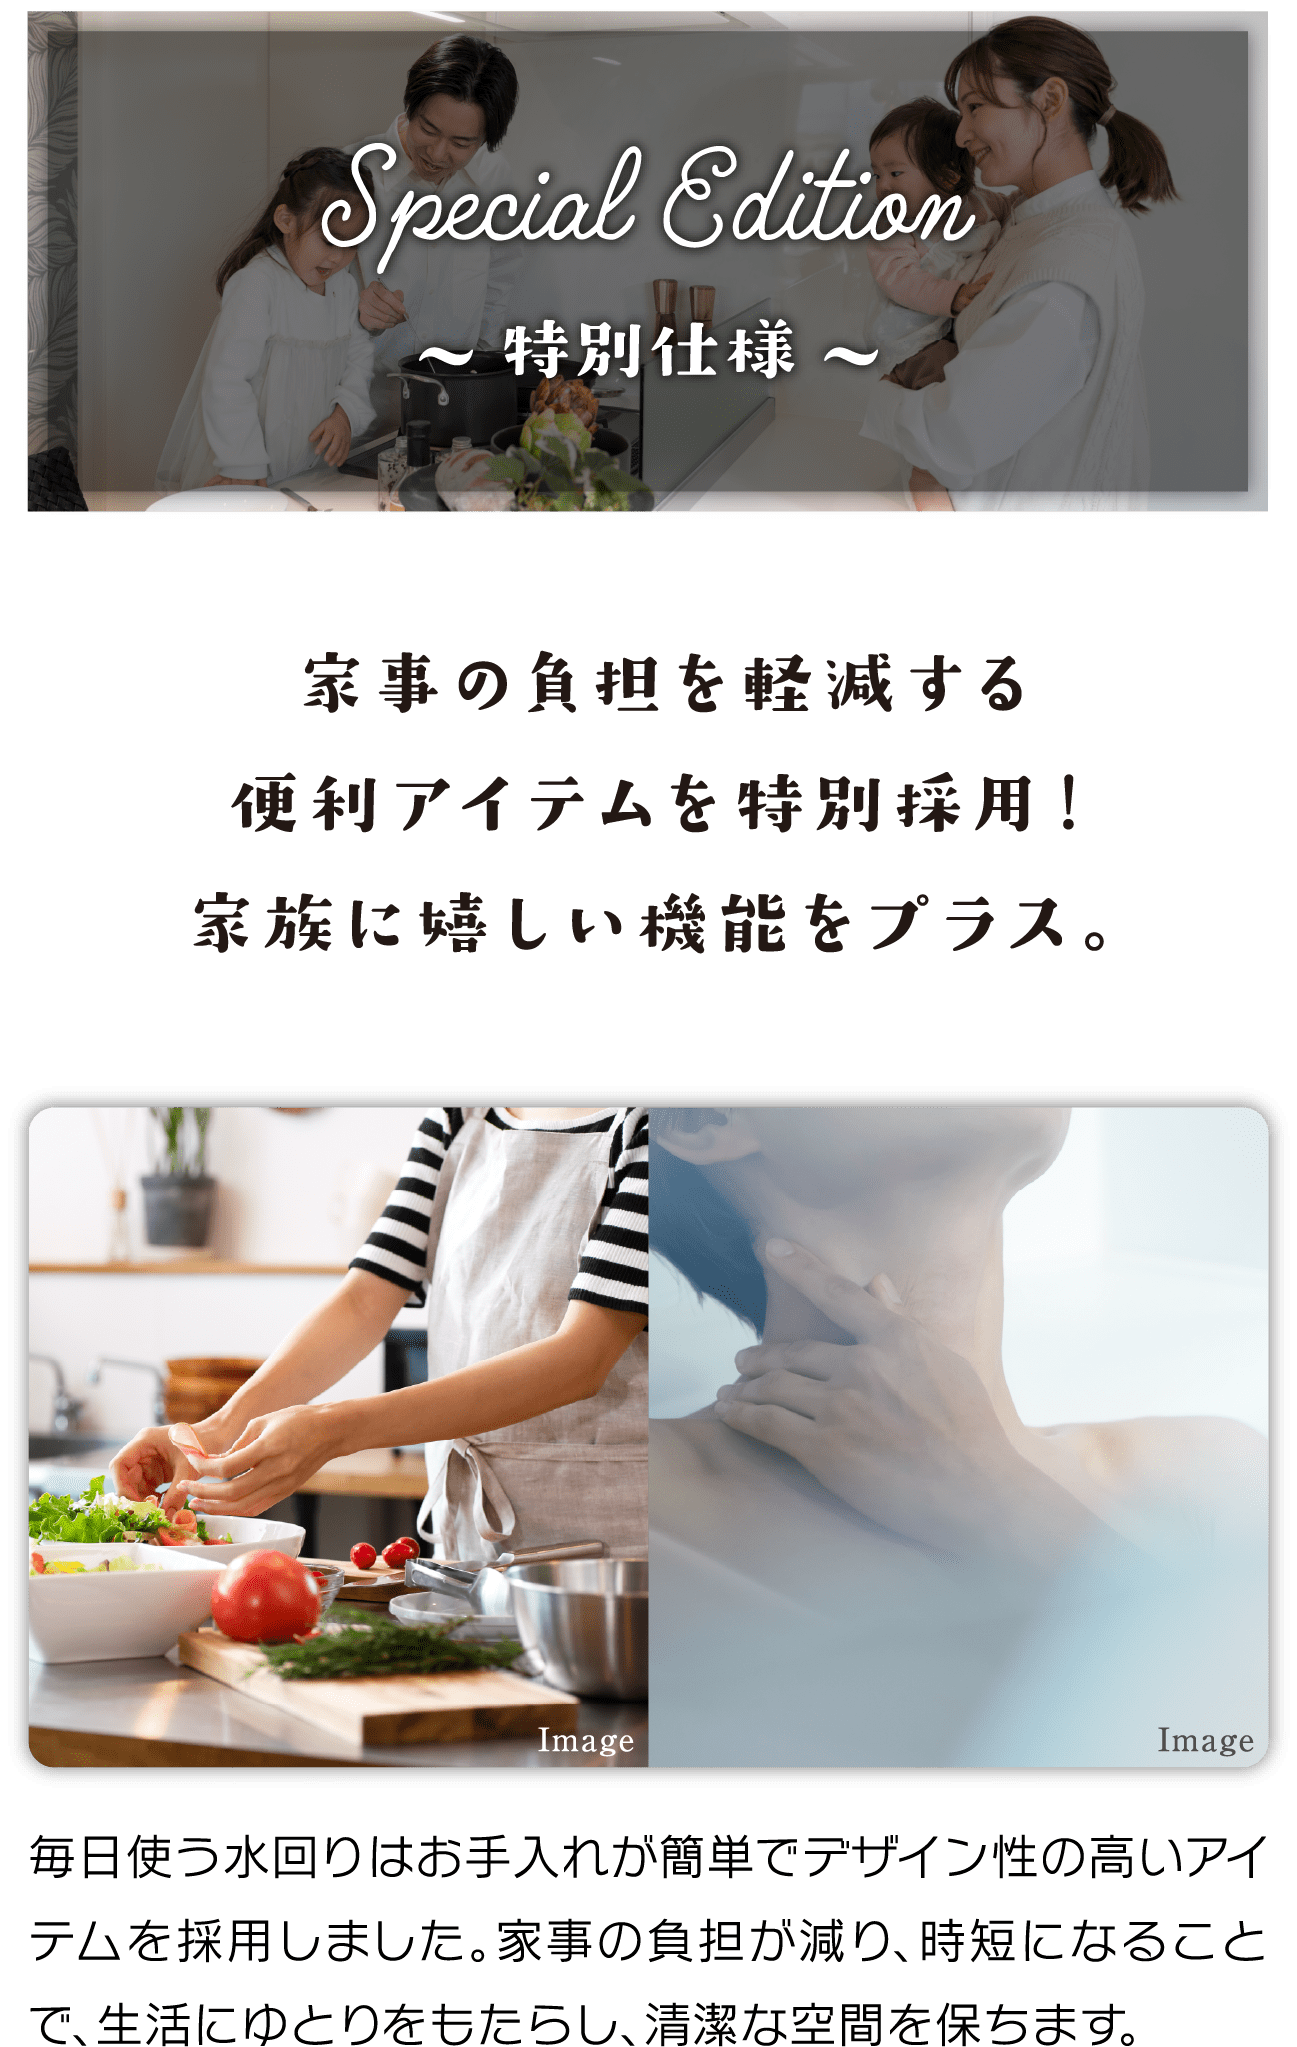 Special Edition
～特別仕様～
家事の負担を軽減する
便利アイテムを特別採用！
家族に嬉しい機能をプラス。
Image
Image
毎日使う水回りはお手入れが簡単でデザイン性の高いアイ
テムを採用しました。家事の負担が減り、時短になること
で、生活にゆとりをもたらし、清潔な空間を保ちます。